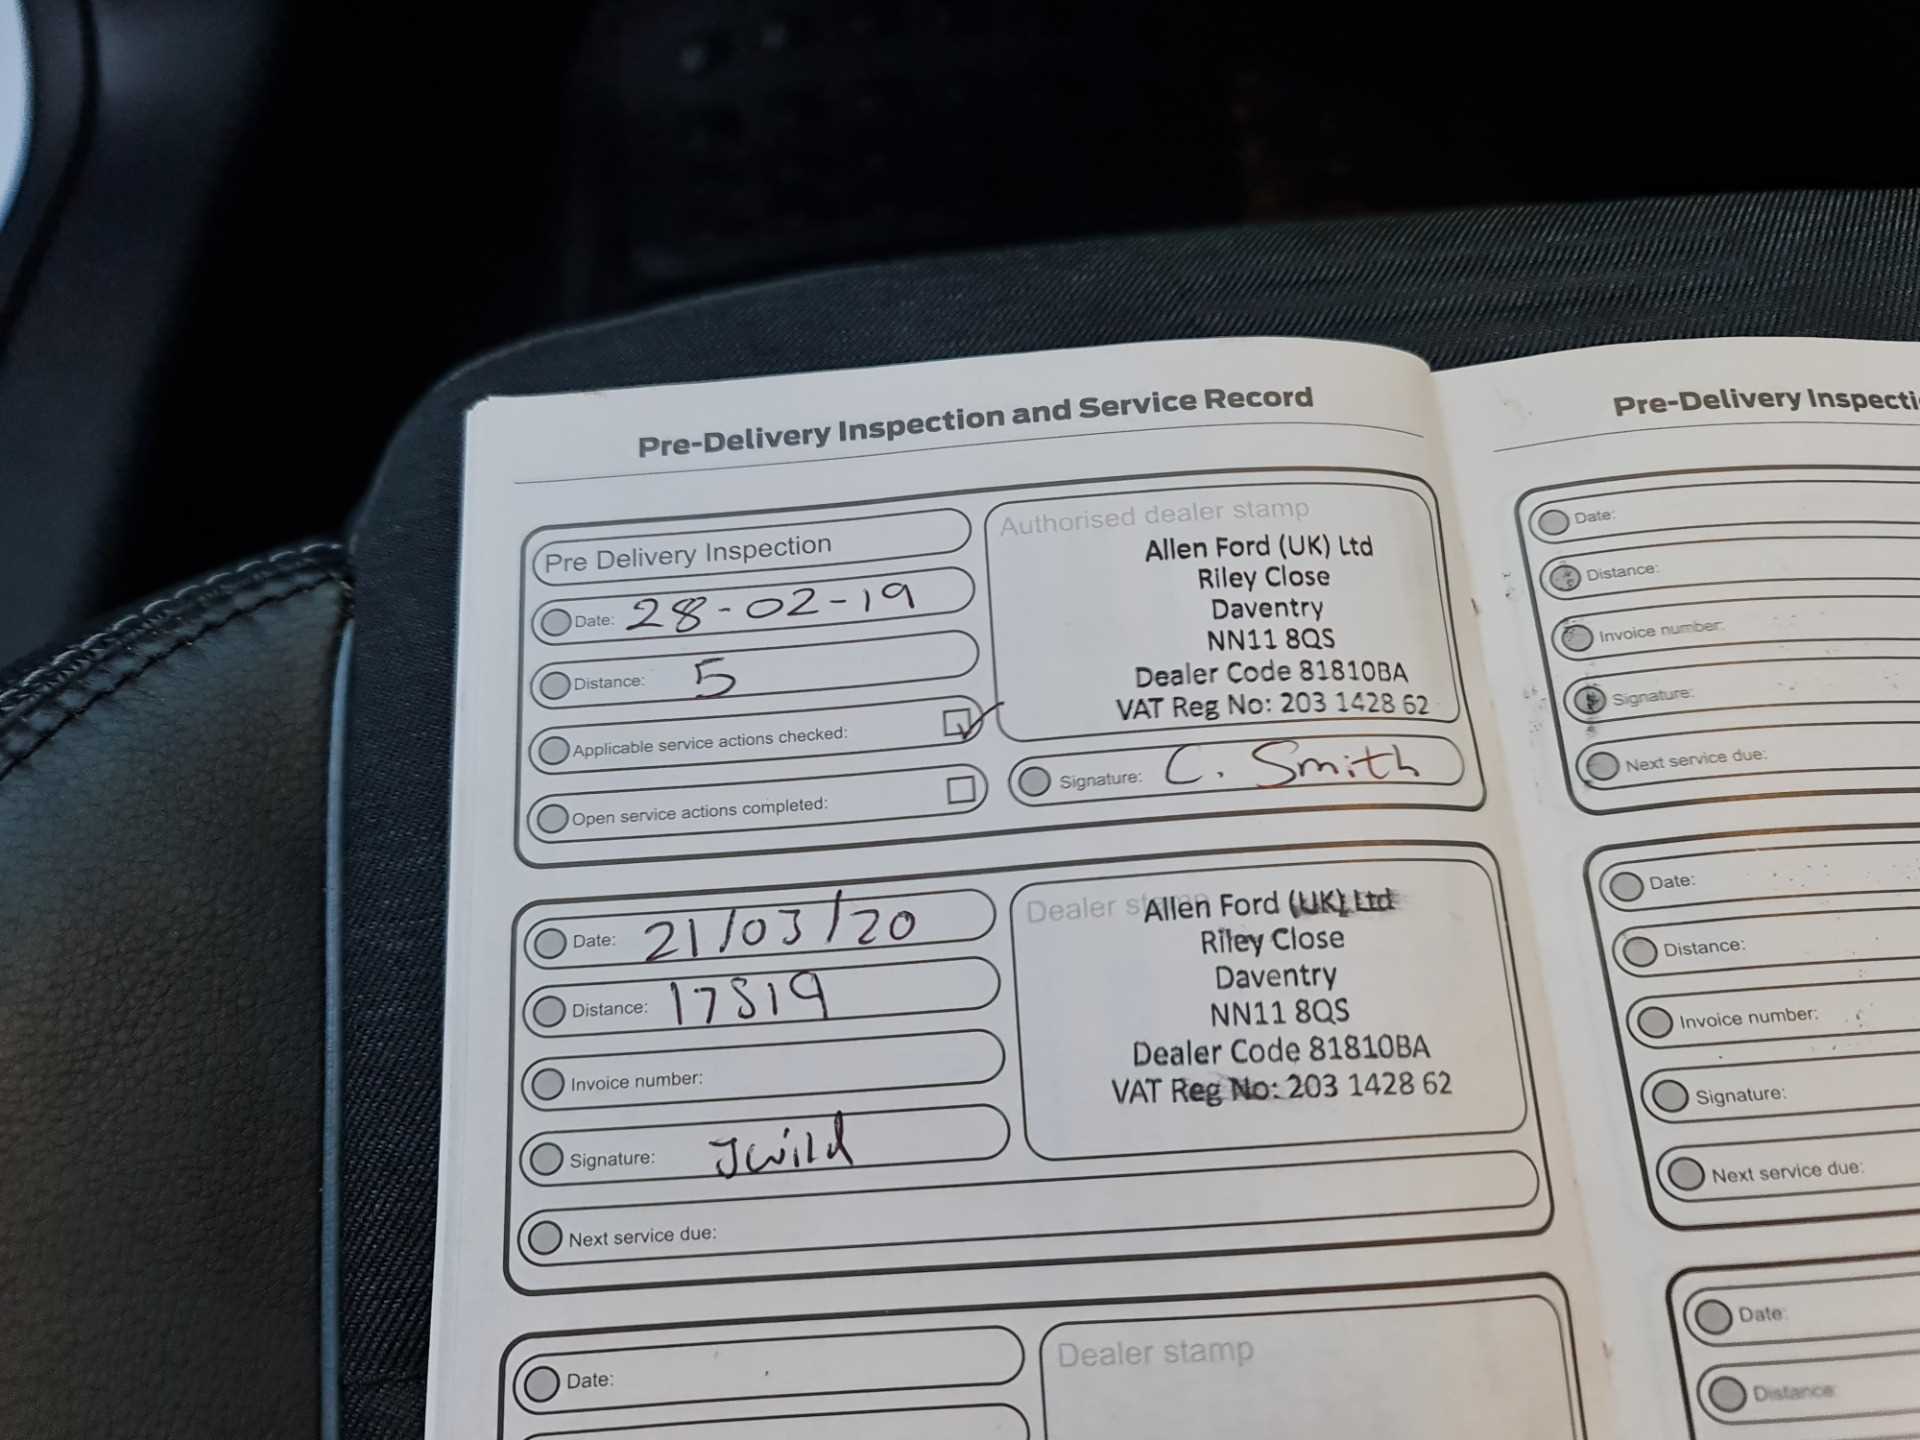 Pre-Delivery Inspection and Service Record
Pre Delivery Inspection
Date: 28-02-19
Distance: 5
Applicable service actions checked:
Open service actions completed:
Authorised dealer stamp
Allen Ford (UK) Ltd
Riley Close
Daventry
NN11 8QS
Dealer Code 81810BA
VAT Reg No: 203 1428 62
Signature: C. Smith
Date: 21/03/20
Distance: 17519
Invoice number:
Signature: J Wild
Next service due:
Dealer stamp
Allen Ford (UK) Ltd
Riley Close
Daventry
NN11 8QS
Dealer Code 81810BA
VAT Reg No: 203 1428 62
Date:
Dealer stamp
Pre-Delivery Inspecti
Date:
Distance:
Invoice number:
Signature:
Next service due:
Date:
Distance:
Invoice number:
Signature:
Next service due:
Date:
Distance: